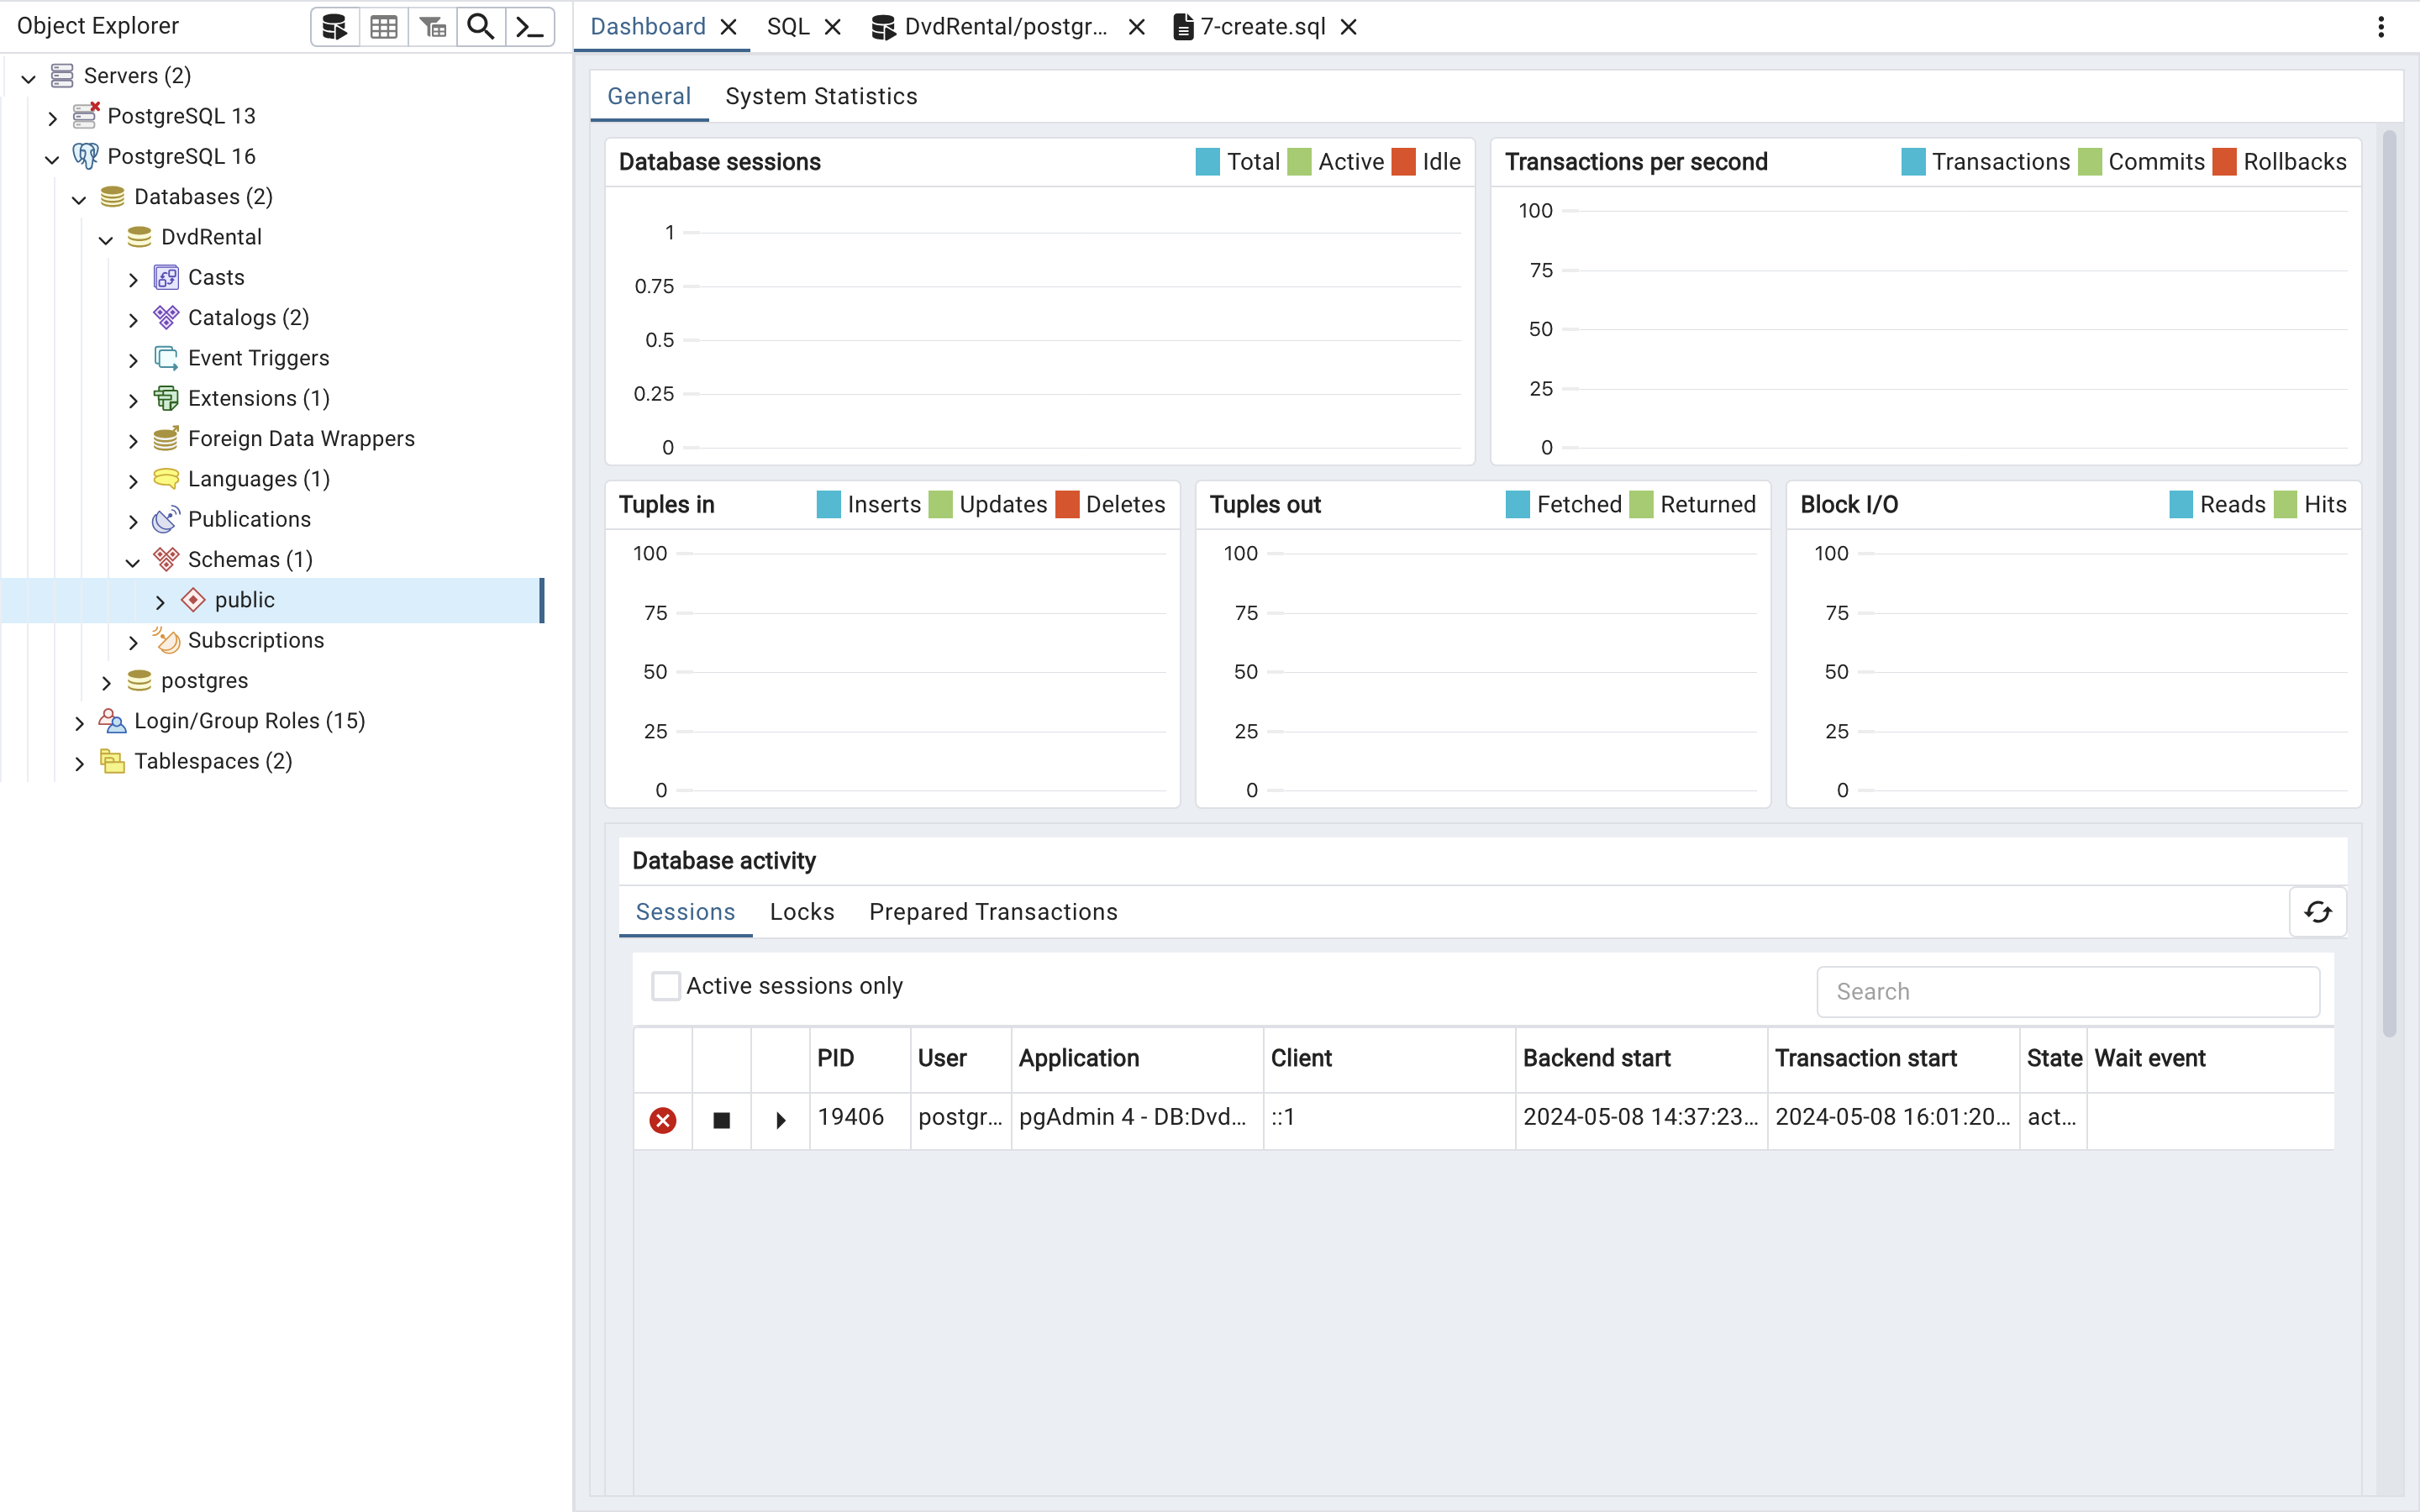 Object Explorer
Dashboard
SQL
DvdRental/postgr...
7-create.sql
Servers (2)
PostgreSQL 13
PostgreSQL 16
Databases (2)
DvdRental
Casts
Catalogs (2)
Event Triggers
Extensions (1)
Foreign Data Wrappers
Languages (1)
Publications
Schemas (1)
public
Subscriptions
postgres
Login/Group Roles (15)
Tablespaces (2)
General
System Statistics
Database sessions
Total Active Idle
1
0.75
0.5
0.25
0
Transactions per second
Transactions Commits Rollbacks
100
75
50
25
0
Tuples in
Inserts Updates Deletes
100
75
50
25
0
Tuples out
Fetched Returned
100
75
50
25
0
Block I/O
Reads Hits
100
75
50
25
0
Database activity
Sessions Locks Prepared Transactions
Active sessions only
Search
PID User Application Client Backend start Transaction start State Wait event
19406 postgr... pgAdmin 4 - DB:Dvd... ::1 2024-05-08 14:37:23... 2024-05-08 16:01:20... act...